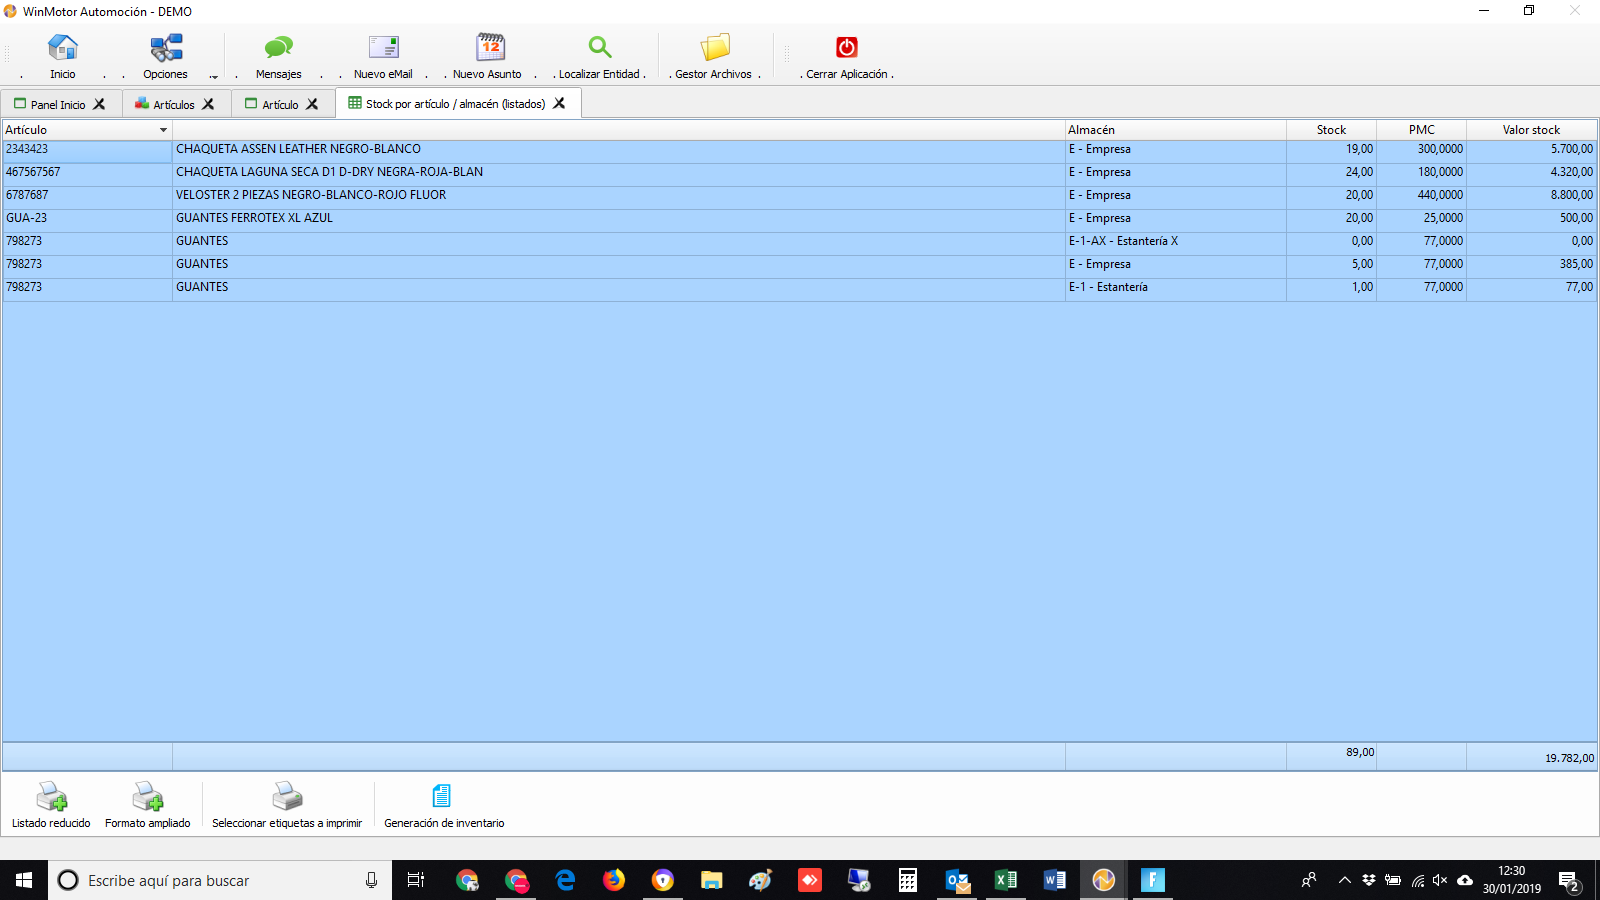 WinMotor Automoción - DEMO
. Inicio . . Opciones . Mensajes . . Nuevo eMail . . Nuevo Asunto . . Localizar Entidad . . Gestor Archivos . . Cerrar Aplicación .
12
Panel Inicio Artículos Artículo Stock por artículo / almacén (listados)
Artículo Almacén Stock PMC Valor stock
2343423 CHAQUETA ASSEN LEATHER NEGRO-BLANCO E - Empresa 19,00 300,0000 5.700,00
467567567 CHAQUETA LAGUNA SECA D1 D-DRY NEGRA-ROJA-BLAN E - Empresa 24,00 180,0000 4.320,00
6787687 VELOSTER 2 PIEZAS NEGRO-BLANCO-ROJO FLUOR E - Empresa 20,00 440,0000 8.800,00
GUA-23 GUANTES FERROTEX XL AZUL E - Empresa 20,00 25,0000 500,00
798273 GUANTES E-1-AX - Estantería X 0,00 77,0000 0,00
798273 GUANTES E - Empresa 5,00 77,0000 385,00
798273 GUANTES E-1 - Estantería 1,00 77,0000 77,00
89,00 19.782,00
Listado reducido Formato ampliado Seleccionar etiquetas a imprimir Generación de inventario
Escribe aquí para buscar
12:30
30/01/2019
2